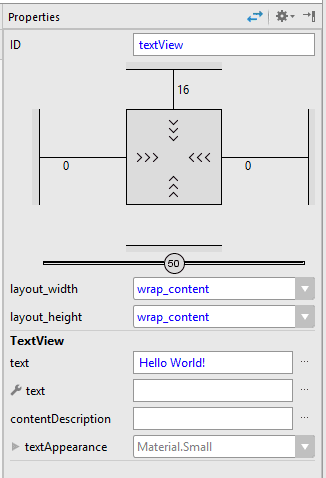 Properties
ID textView
16
0 0
50
layout_width wrap_content
layout_height wrap_content
TextView
text Hello World! ...
text ...
contentDescription ...
textAppearance Material.Small